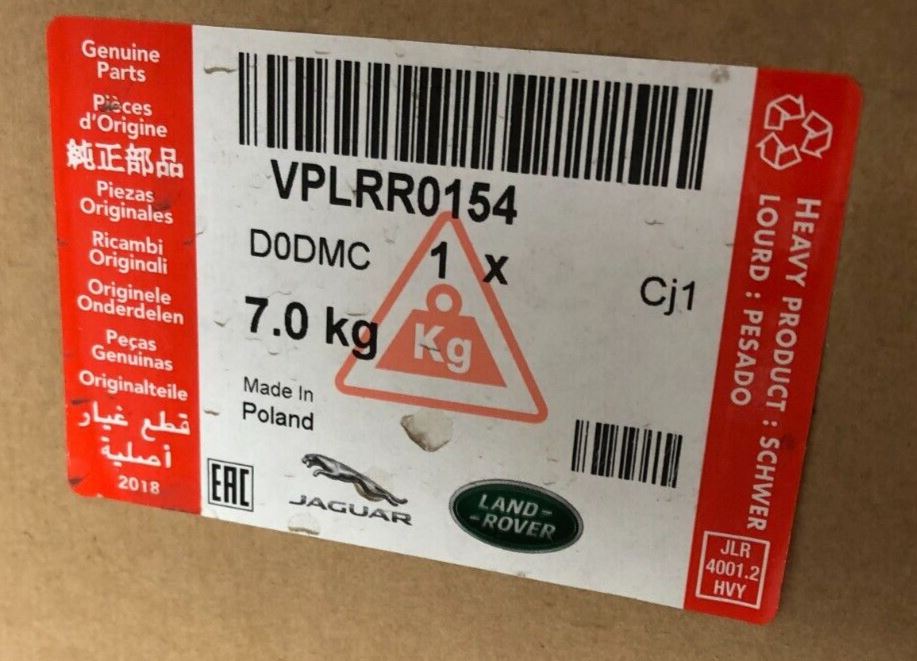 Genuine
Parts
Pièces
d'Origine
純正部品
Piezas
Originales
Ricambi
Originali
Originele
Onderdelen
Peças
Genuinas
Originalteile
قطع غيار
أصلية
2018
VPLRR0154
D0DMC 1 x
Cj1
7.0 kg
Kg
Made In
Poland
EAC
JAGUAR
LAND-
-ROVER
HEAVY PRODUCT : SCHWER
LOURD : PESADO
JLR
4001.2
HVY